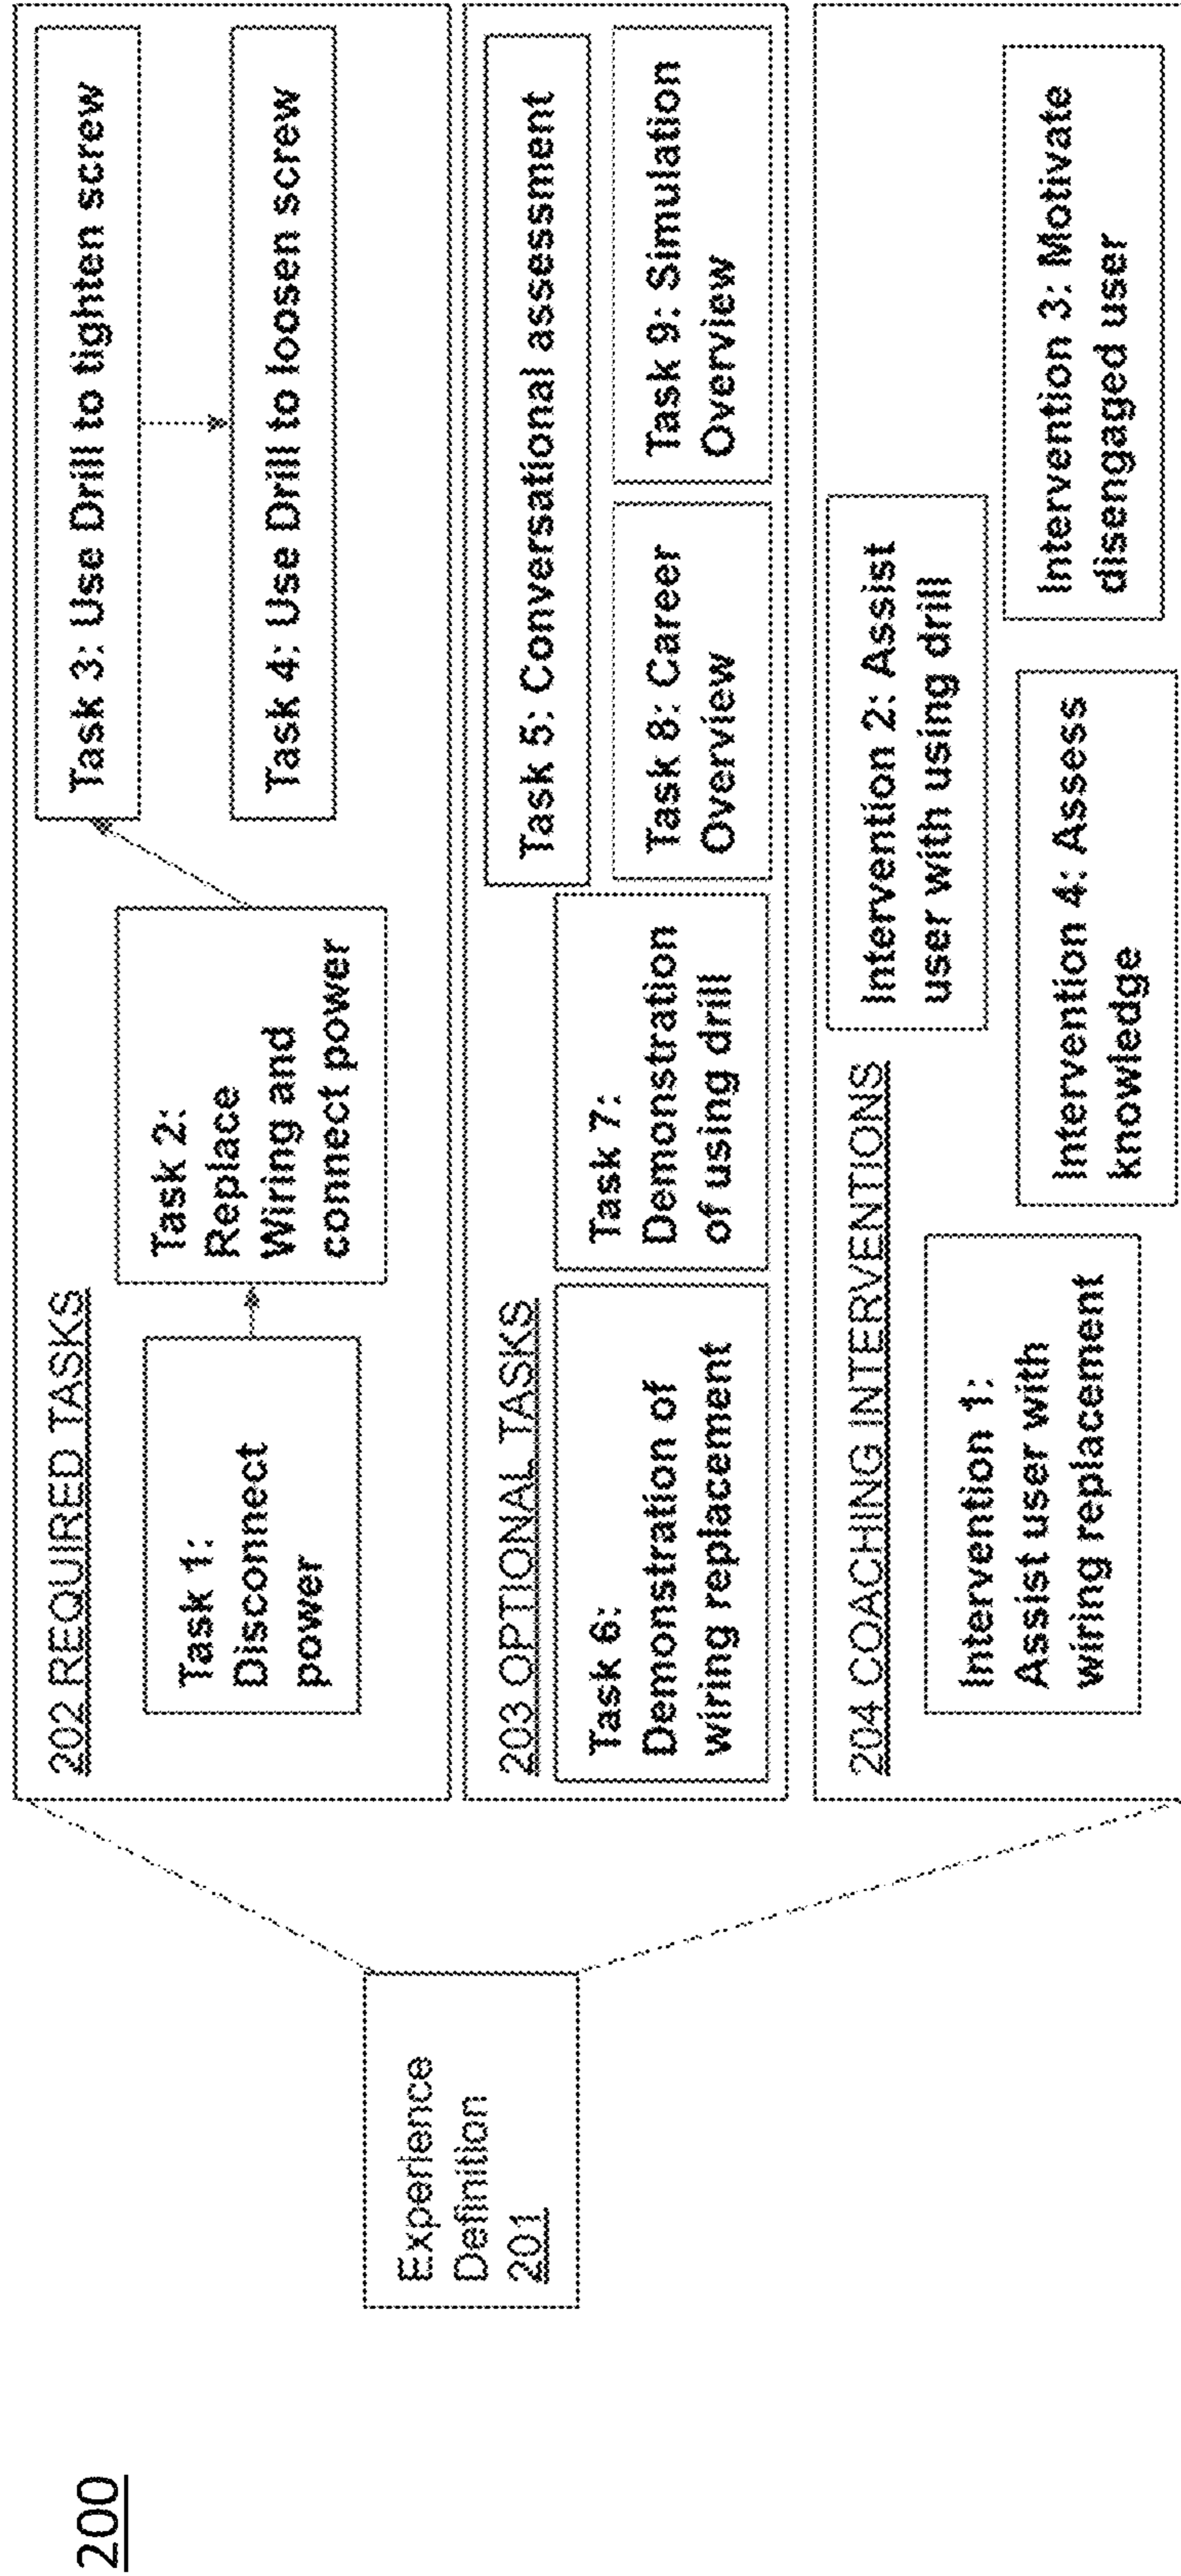 200
Experience
Definition
201
302 REQUIRED TASKS
Task 1:
Disconnect
power
Task 2:
Replace
Wiring and
connect power
Task 3: Use Drill to tighten screw
Task 4: Use Drill to loosen screw
203 OPTIONAL TASKS
Task 6:
Demonstration of
wiring replacement
Task 7:
Demonstration
of using drill
Task 5: Conversational assessment
Task 8: Career
Overview
Task 9: Simulation
Overview
204 COACHING INTERVENTIONS
Intervention 1:
Assist user with
wiring replacement
Intervention 2: Assist
user with using drill
Intervention 4: Assess
knowledge
Intervention 3: Motivate
disengaged user